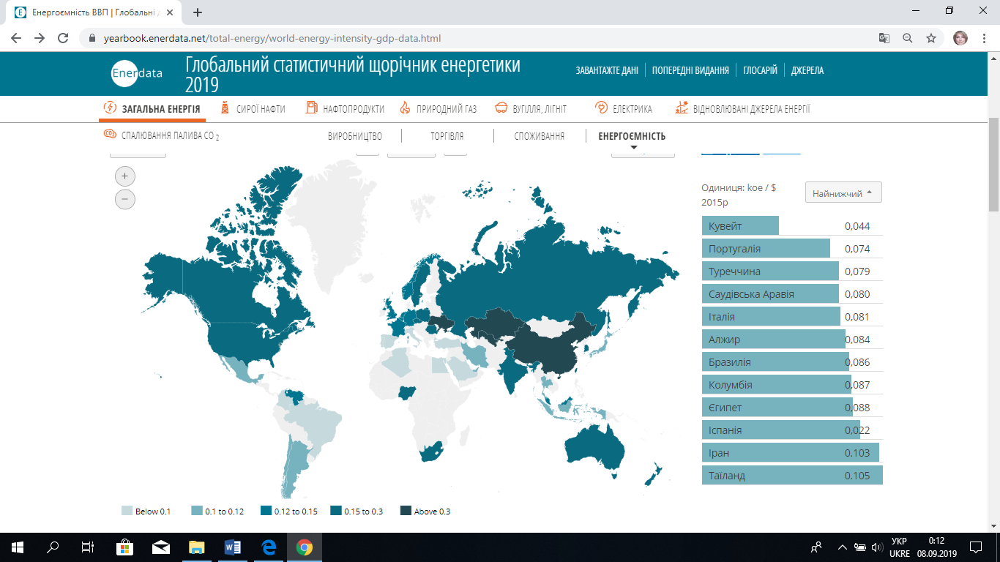 Енергоємність ВВП | Глобальні
yearbook.enerdata.net/total-energy/world-energy-intensity-gdp-data.html
Enerdata
Глобальний статистичний щорічник енергетики
2019
ЗАВАНТАЖТЕ ДАНІ
ПОПЕРЕДНІ ВИДАННЯ
ГЛОСАРІЙ
ДЖЕРЕЛА
ЗАГАЛЬНА ЕНЕРГІЯ
СИРОЇ НАФТИ
НАФТОПРОДУКТИ
ПРИРОДНИЙ ГАЗ
ВУГІЛЛЯ, ЛІГНІТ
ЕЛЕКТРИКА
ВІДНОВЛЮВАНІ ДЖЕРЕЛА ЕНЕРГІЇ
СПАЛЮВАННЯ ПАЛИВА CO 2
ВИРОБНИЦТВО
ТОРГІВЛЯ
СПОЖИВАННЯ
ЕНЕРГОЄМНІСТЬ
Одиниця: koe / $
2015p
Найнижчий
Кувейт 0,044
Португалія 0,074
Туреччина 0,079
Саудівська Аравія 0,080
Італія 0,081
Алжир 0,084
Бразилія 0,086
Колумбія 0,087
Єгипет 0,088
Іспанія 0,022
Іран 0.103
Таїланд 0.105
Below 0.1
0.1 to 0.12
0.12 to 0.15
0.15 to 0.3
Above 0.3
УКР
UKRE
0:12
08.09.2019